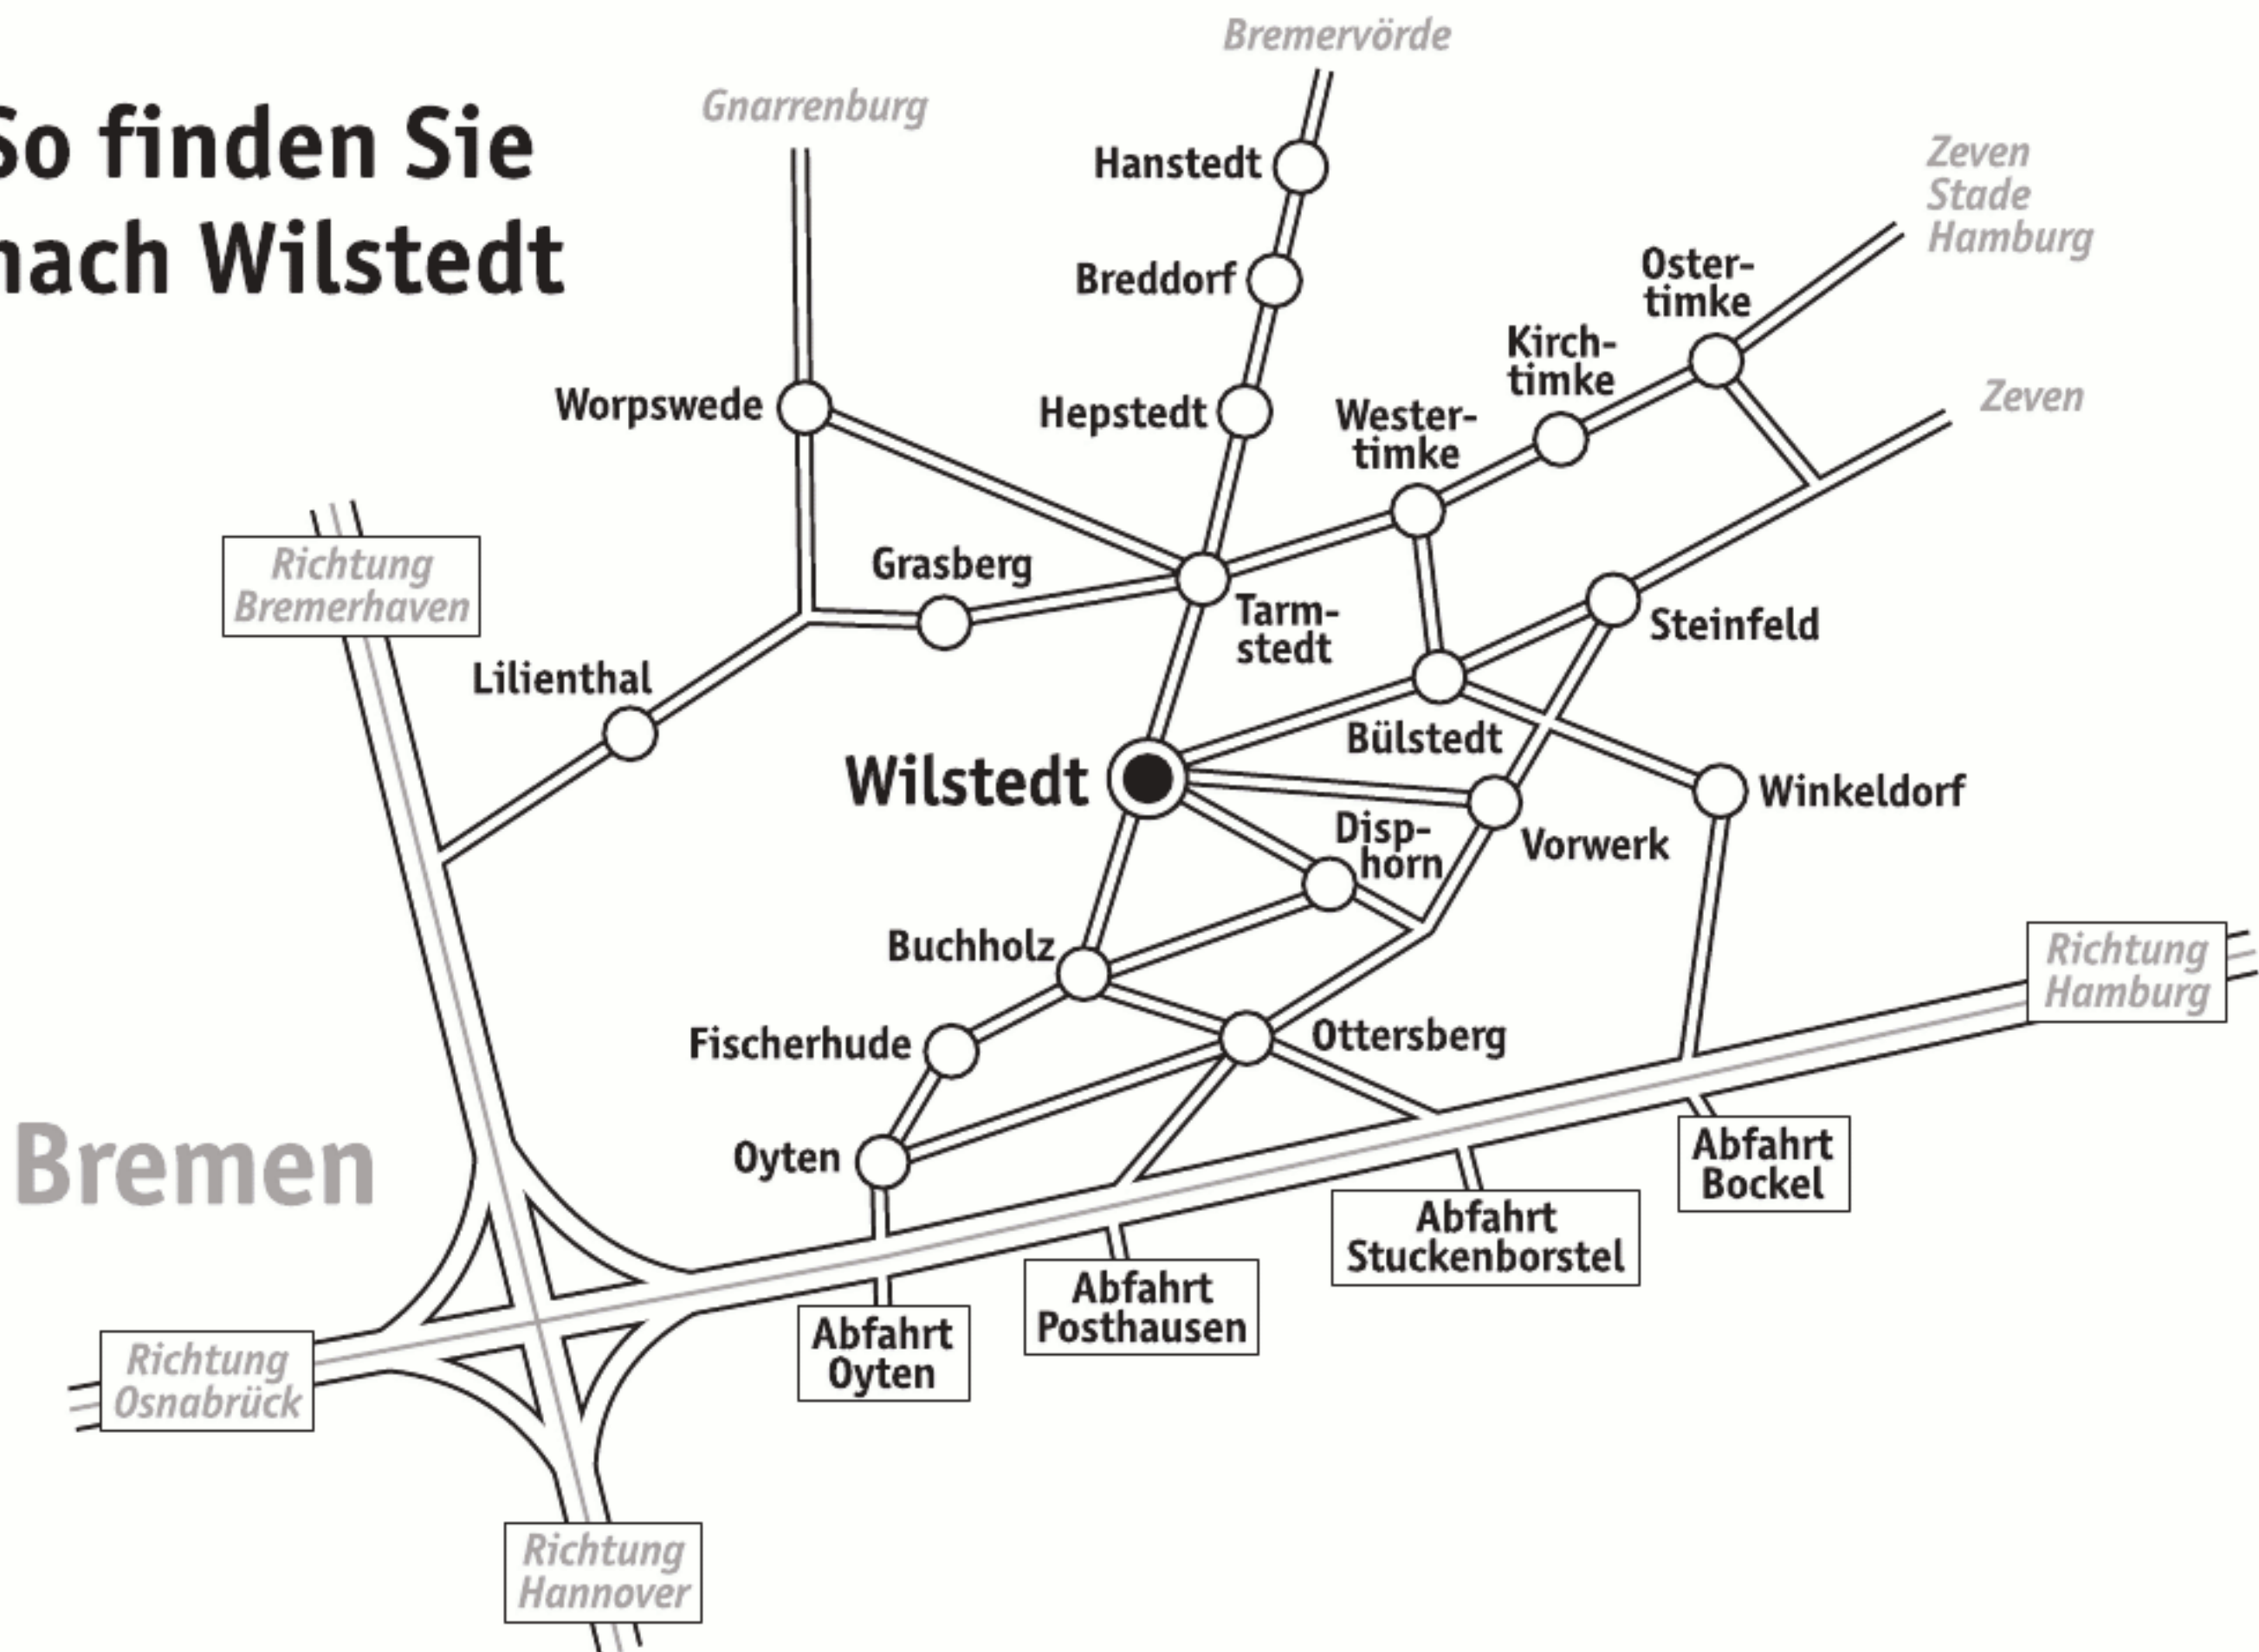 So finden Sie
nach Wilstedt
Bremervörde
Gnarrenburg
Hanstedt
Zeven
Stade
Hamburg
Breddorf
Oster-
timke
Kirch-
timke
Zeven
Worpswede
Hepstedt
Wester-
timke
Richtung
Bremerhaven
Grasberg
Tarm-
stedt
Steinfeld
Lilienthal
Bülstedt
Wilstedt
Winkeldorf
Disp-
horn
Vorwerk
Buchholz
Richtung
Hamburg
Fischerhude
Ottersberg
Bremen
Oyten
Abfahrt
Bockel
Abfahrt
Stuckenborstel
Abfahrt
Posthausen
Abfahrt
Oyten
Richtung
Osnabrück
Richtung
Hannover